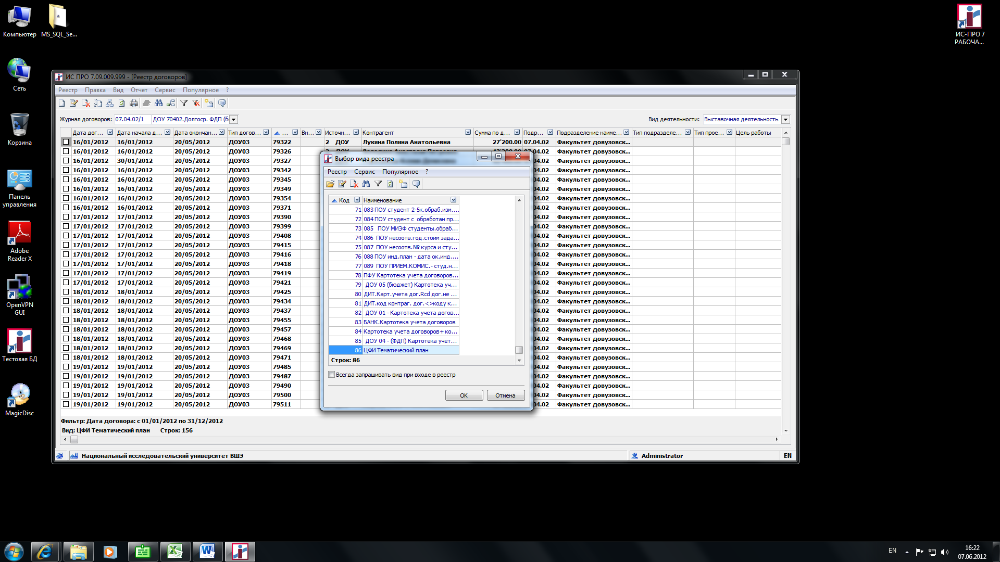 Компьютер
MS_SQL_Se...
ИС-ПРО 7
РАБОЧА...
Сеть
Корзина
Панель
управления
Adobe
Reader X
OpenVPN
GUI
Тестовая БД
MagicDisc
ИС ПРО 7.09.009.999 - [Реестр договоров]
Реестр Правка Вид Отчет Сервис Популярное ?
Журнал договоров: 07.04.02/1 ДОУ 70402.Долгоср. ФДП (б Вид деятельности: Выставочная деятельность
Дата дог... Дата начала д... Дата окончан... Тип догов... ... Вн... Источн... Контрагент Сумма по д... Подр... Подразделение наиме... Тип подразделе... Тип прое... Цель работы
16/01/2012 16/01/2012 20/05/2012 ДОУ03 79322 2 ДОУ Лукина Полина Анатольевна 27'200.00 07.04.02 Факультет довузовск...
16/01/2012 16/01/2012 20/05/2012 ДОУ03 79326 04.02 Факультет довузовск...
16/01/2012 30/01/2012 20/05/2012 ДОУ03 79327 04.02 Факультет довузовск...
16/01/2012 16/01/2012 20/05/2012 ДОУ03 79342 04.02 Факультет довузовск...
16/01/2012 16/01/2012 20/05/2012 ДОУ03 79345 04.02 Факультет довузовск...
16/01/2012 16/01/2012 20/05/2012 ДОУ03 79349 04.02 Факультет довузовск...
16/01/2012 16/01/2012 20/05/2012 ДОУ03 79354 04.02 Факультет довузовск...
16/01/2012 16/01/2012 20/05/2012 ДОУ03 79371 04.02 Факультет довузовск...
17/01/2012 17/01/2012 20/05/2012 ДОУ03 79390 04.02 Факультет довузовск...
17/01/2012 17/01/2012 20/05/2012 ДОУ03 79399 04.02 Факультет довузовск...
17/01/2012 17/01/2012 20/05/2012 ДОУ03 79408 04.02 Факультет довузовск...
17/01/2012 17/01/2012 20/05/2012 ДОУ03 79415 04.02 Факультет довузовск...
17/01/2012 17/01/2012 20/05/2012 ДОУ03 79416 04.02 Факультет довузовск...
17/01/2012 17/01/2012 20/05/2012 ДОУ03 79418 04.02 Факультет довузовск...
17/01/2012 17/01/2012 20/05/2012 ДОУ03 79419 04.02 Факультет довузовск...
17/01/2012 17/01/2012 20/05/2012 ДОУ03 79421 04.02 Факультет довузовск...
18/01/2012 18/01/2012 20/05/2012 ДОУ03 79425 04.02 Факультет довузовск...
18/01/2012 18/01/2012 20/05/2012 ДОУ03 79434 04.02 Факультет довузовск...
18/01/2012 18/01/2012 20/05/2012 ДОУ03 79437 04.02 Факультет довузовск...
18/01/2012 18/01/2012 20/05/2012 ДОУ03 79455 04.02 Факультет довузовск...
18/01/2012 18/01/2012 20/05/2012 ДОУ03 79457 04.02 Факультет довузовск...
18/01/2012 18/01/2012 20/05/2012 ДОУ03 79468 04.02 Факультет довузовск...
18/01/2012 18/01/2012 20/05/2012 ДОУ03 79469 04.02 Факультет довузовск...
18/01/2012 18/01/2012 20/05/2012 ДОУ03 79471 04.02 Факультет довузовск...
19/01/2012 19/01/2012 20/05/2012 ДОУ03 79485 04.02 Факультет довузовск...
19/01/2012 19/01/2012 20/05/2012 ДОУ03 79487 04.02 Факультет довузовск...
19/01/2012 19/01/2012 20/05/2012 ДОУ03 79490 04.02 Факультет довузовск...
19/01/2012 19/01/2012 20/05/2012 ДОУ03 79500 04.02 Факультет довузовск...
19/01/2012 19/01/2012 20/05/2012 ДОУ03 79511 04.02 Факультет довузовск...
Фильтр: Дата договора: с 01/01/2012 по 31/12/2012
Вид: ЦФИ Тематический план Строк: 156
Национальный исследовательский университет ВШЭ Administrator EN
Выбор вида реестра
Реестр Сервис Популярное ?
Код Наименование
71 083 ПОУ студент 2-5к.обраб.изм....
72 084 ПОУ студент с обработан пр...
73 085 ПОУ МИЭФ студенты.обраб...
74 086 ПОУ несоотв.год.стоим зада...
75 087 ПОУ несоотв.№ курса и сту...
76 088 ПОУ инд.план - дата ок.инд....
77 089 ПОУ ПРИЕМ.КОМИС.- студ.н...
78 ПФУ Картотека учета договоров...
79 ДОУ 05 (бюджет) Картотека уч...
80 ДИТ.Карт.учета дог.Rcd дог.не ...
81 ДИТ.код контраг. дог.<>коду к...
82 ДОУ 01 - Картотека учета догов...
83 БАНК.Картотека учета договоров
84 Картотека учета договоров+ ко...
85 ДОУ 04 - (ФДП) Картотека учет...
86 ЦФИ Тематический план
Строк: 86
Всегда запрашивать вид при входе в реестр
OK Отмена
EN 16:22
07.06.2012